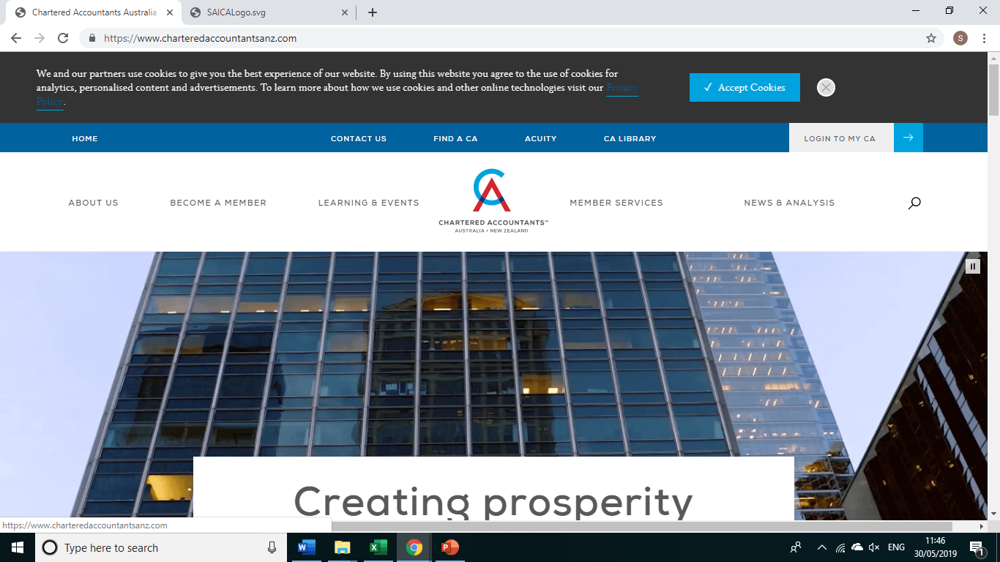 Chartered Accountants Australia
SAICALogo.svg
https://www.charteredaccountantsanz.com
S
We and our partners use cookies to give you the best experience of our website. By using this website you agree to the use of cookies for
analytics, personalised content and advertisements. To learn more about how we use cookies and other online technologies visit our Privacy
Policy.
✓ Accept Cookies
HOME
CONTACT US
FIND A CA
ACUITY
CA LIBRARY
LOGIN TO MY CA
ABOUT US
BECOME A MEMBER
LEARNING & EVENTS
CA
CHARTERED ACCOUNTANTS™
AUSTRALIA + NEW ZEALAND
MEMBER SERVICES
NEWS & ANALYSIS
Creating prosperity
https://www.charteredaccountantsanz.com
Type here to search
ENG
11:46
30/05/2019
1